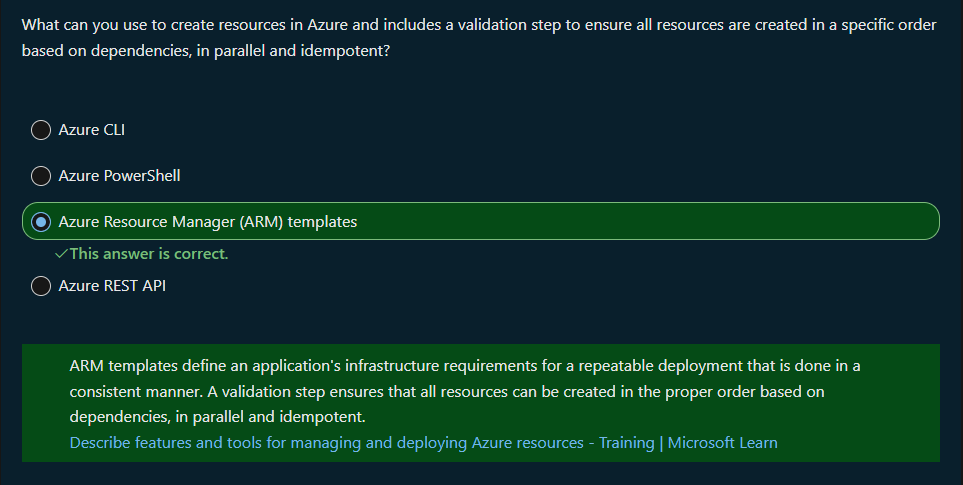 What can you use to create resources in Azure and includes a validation step to ensure all resources are created in a specific order
based on dependencies, in parallel and idempotent?
Azure CLI
Azure PowerShell
Azure Resource Manager (ARM) templates
✓This answer is correct.
Azure REST API
ARM templates define an application's infrastructure requirements for a repeatable deployment that is done in a
consistent manner. A validation step ensures that all resources can be created in the proper order based on
dependencies, in parallel and idempotent.
Describe features and tools for managing and deploying Azure resources - Training | Microsoft Learn